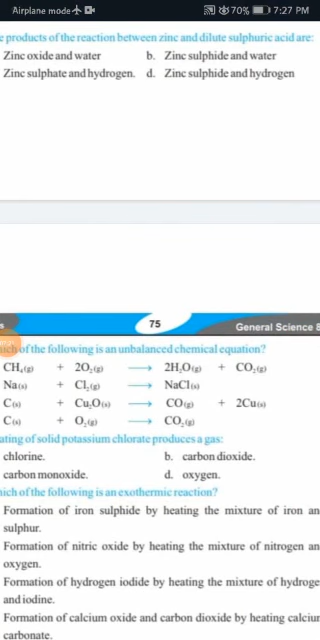 Airplane mode 70% 7:27 PM
products of the reaction between zinc and dilute sulphuric acid are:
Zinc oxide and water b. Zinc sulphide and water
Zinc sulphate and hydrogen. d. Zinc sulphide and hydrogen
75
General Science 8
of the following is an unbalanced chemical equation?
CH₄(g) + 2O₂(g) → 2H₂O(g) + CO₂(g)
Na(s) + Cl₂(g) → NaCl(s)
C(s) + Cu₂O(s) → CO(g) + 2Cu(s)
C(s) + O₂(g) → CO₂(g)
ating of solid potassium chlorate produces a gas:
chlorine. b. carbon dioxide.
carbon monoxide. d. oxygen.
ich of the following is an exothermic reaction?
Formation of iron sulphide by heating the mixture of iron an
sulphur.
Formation of nitric oxide by heating the mixture of nitrogen an
oxygen.
Formation of hydrogen iodide by heating the mixture of hydroge
and iodine.
Formation of calcium oxide and carbon dioxide by heating calciu
carbonate.